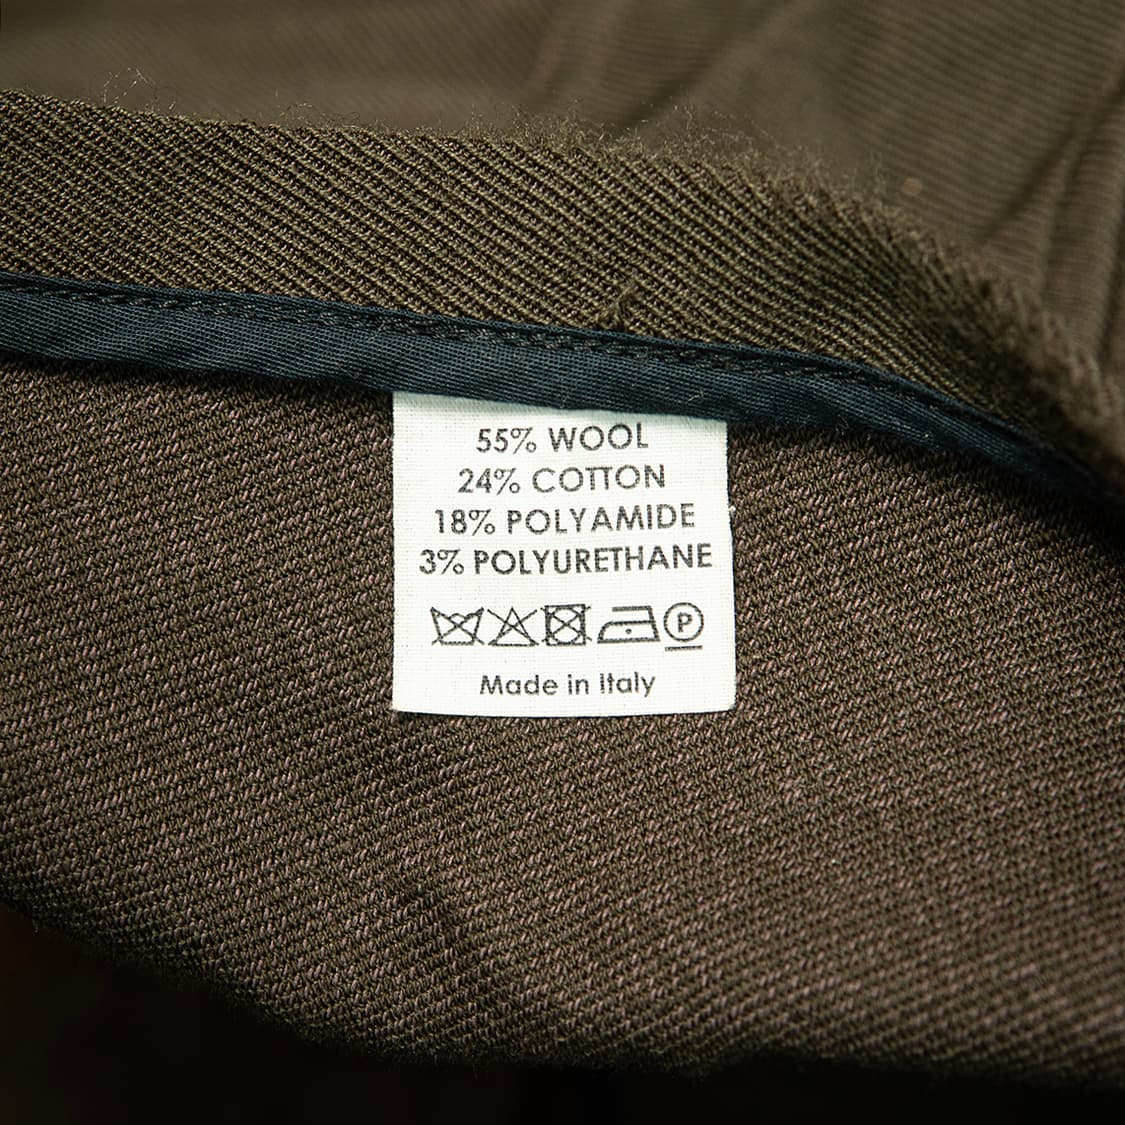 55% WOOL
24% COTTON
18% POLYAMIDE
3% POLYURETHANE
P
Made in Italy